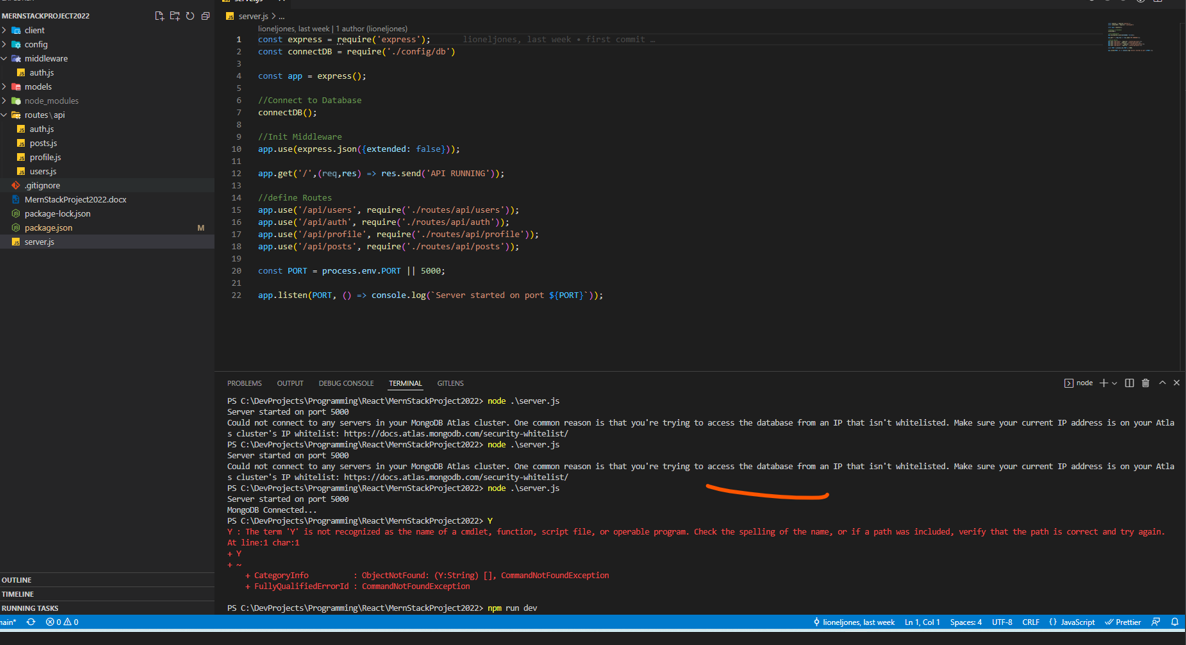 server.js
MERNSTACKPROJECT2022
server.js > ...
client
lioneljones, last week | 1 author (lioneljones)
config
1 const express = require('express'); lioneljones, last week • first commit …
2 const connectDB = require('./config/db')
middleware
3
auth.js
4 const app = express();
models
5
node_modules
6 //Connect to Database
routes\api
7 connectDB();
auth.js
8
9 //Init Middleware
posts.js
10 app.use(express.json({extended: false}));
profile.js
11
users.js
12 app.get('/',(req,res) => res.send('API RUNNING'));
.gitignore
13
14 //define Routes
MernStackProject2022.docx
15 app.use('/api/users', require('./routes/api/users'));
package-lock.json
16 app.use('/api/auth', require('./routes/api/auth'));
package.json M
17 app.use('/api/profile', require('./routes/api/profile'));
server.js
18 app.use('/api/posts', require('./routes/api/posts'));
19
20 const PORT = process.env.PORT || 5000;
21
22 app.listen(PORT, () => console.log(`Server started on port ${PORT}`));
PROBLEMS OUTPUT DEBUG CONSOLE TERMINAL GITLENS
node
PS C:\DevProjects\Programming\React\MernStackProject2022> node .\server.js
Server started on port 5000
Could not connect to any servers in your MongoDB Atlas cluster. One common reason is that you're trying to access the database from an IP that isn't whitelisted. Make sure your current IP address is on your Atla
s cluster's IP whitelist: https://docs.atlas.mongodb.com/security-whitelist/
PS C:\DevProjects\Programming\React\MernStackProject2022> node .\server.js
Server started on port 5000
Could not connect to any servers in your MongoDB Atlas cluster. One common reason is that you're trying to access the database from an IP that isn't whitelisted. Make sure your current IP address is on your Atla
s cluster's IP whitelist: https://docs.atlas.mongodb.com/security-whitelist/
PS C:\DevProjects\Programming\React\MernStackProject2022> node .\server.js
Server started on port 5000
MongoDB Connected...
PS C:\DevProjects\Programming\React\MernStackProject2022> Y
Y : The term 'Y' is not recognized as the name of a cmdlet, function, script file, or operable program. Check the spelling of the name, or if a path was included, verify that the path is correct and try again.
At line:1 char:1
+ Y
+ ~
+ CategoryInfo : ObjectNotFound: (Y:String) [], CommandNotFoundException
+ FullyQualifiedErrorId : CommandNotFoundException
PS C:\DevProjects\Programming\React\MernStackProject2022> npm run dev
OUTLINE
TIMELINE
RUNNING TASKS
main* 0 0 lioneljones, last week Ln 1, Col 1 Spaces: 4 UTF-8 CRLF {} JavaScript Prettier